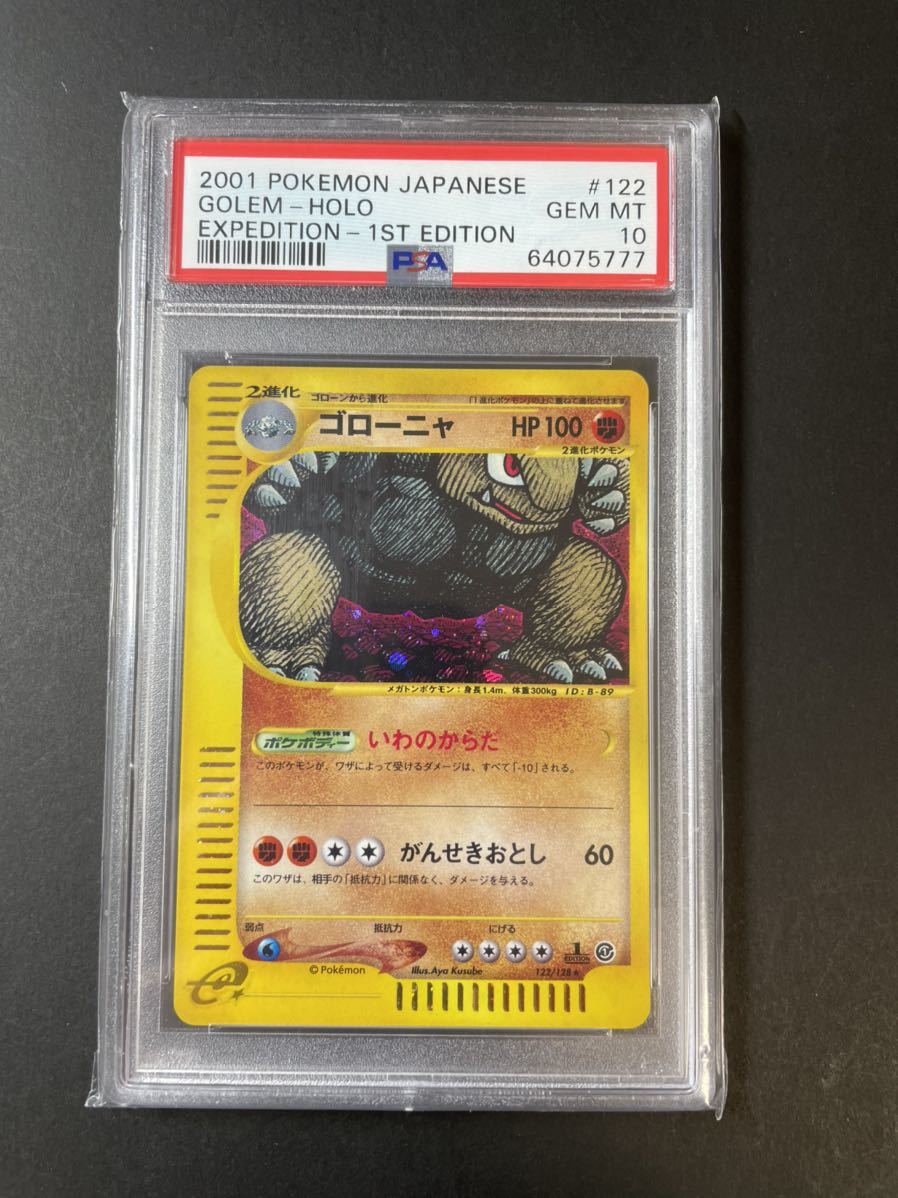 2001 POKEMON JAPANESE #122
GOLEM - HOLO GEM MT
EXPEDITION - 1ST EDITION 10
PSA 64075777
2進化 ゴローンから進化 「1進化ポケモン」の上に重ねて進化させます
ゴローニャ HP100
2進化ポケモン
メガトンポケモン：身長1.4m、体重300kg ID:B-89
特殊体質
ポケボディー いわのからだ
このポケモンが、ワザによって受けるダメージは、すべて「-10」される。
がんせきおとし 60
このワザは、相手の「抵抗力」に関係なく、ダメージを与える。
弱点 抵抗力 にげる
1 EDITION
©Pokémon Illus.Aya Kusube 122/128★
e